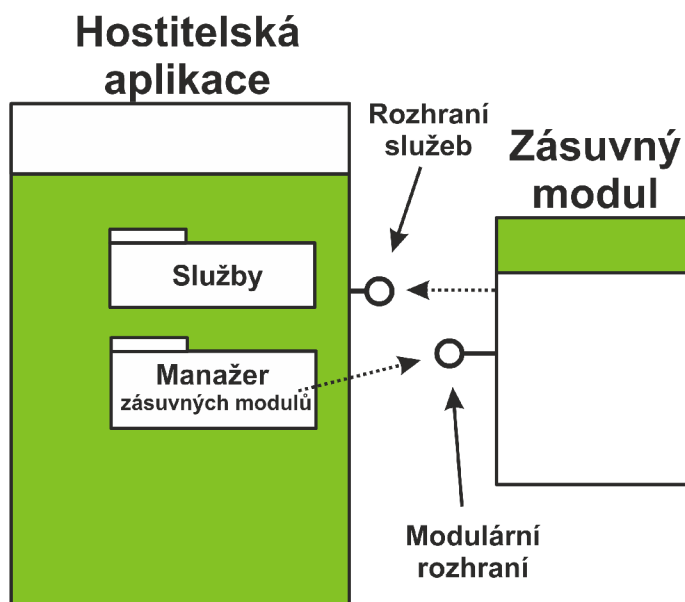 Hostitelská
aplikace
Rozhraní
služeb
Zásuvný
modul
Služby
Manažer
zásuvných modulů
Modulární
rozhraní